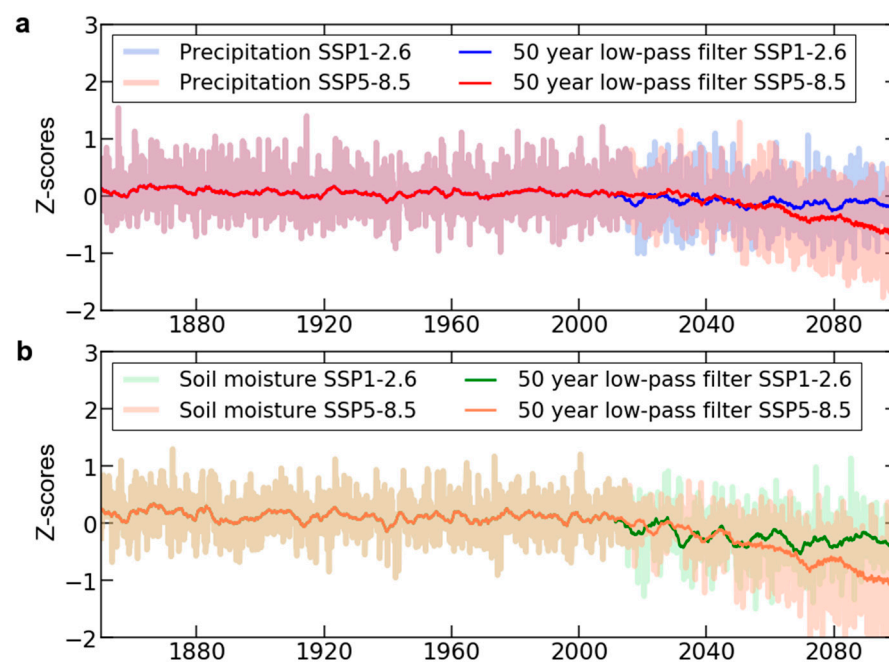 a
3
2
1
0
−1
−2
Z-scores
Precipitation SSP1-2.6
50 year low-pass filter SSP1-2.6
Precipitation SSP5-8.5
50 year low-pass filter SSP5-8.5
1880 1920 1960 2000 2040 2080
b
3
2
1
0
−1
−2
Z-scores
Soil moisture SSP1-2.6
50 year low-pass filter SSP1-2.6
Soil moisture SSP5-8.5
50 year low-pass filter SSP5-8.5
1880 1920 1960 2000 2040 2080